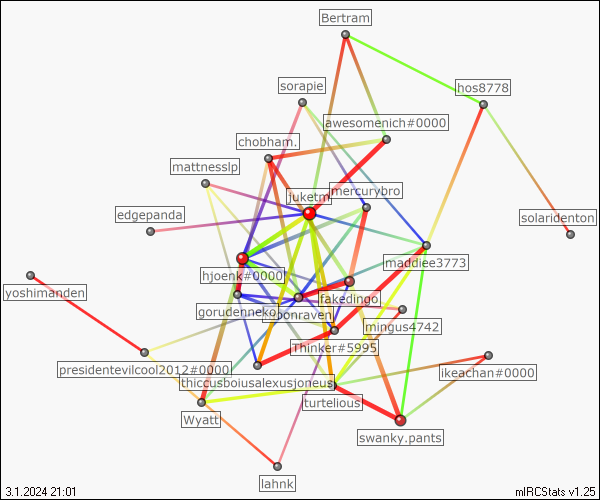 Bertram
sorapie
hos8778
awesomenich#0000
chobham.
mattnesslp
mercurybro
juketm
edgepanda
solaridenton
maddiee3773
hjoenk#0000
yoshimanden
fakedingo
gorudenneko
mingus4742
Thinker#5995
presidentevilcool2012#0000
ikeachan#0000
thiccusboiusalexusjoneus
turtelious
Wyatt
swanky.pants
lahnk
3.1.2024 21:01
mIRCStats v1.25